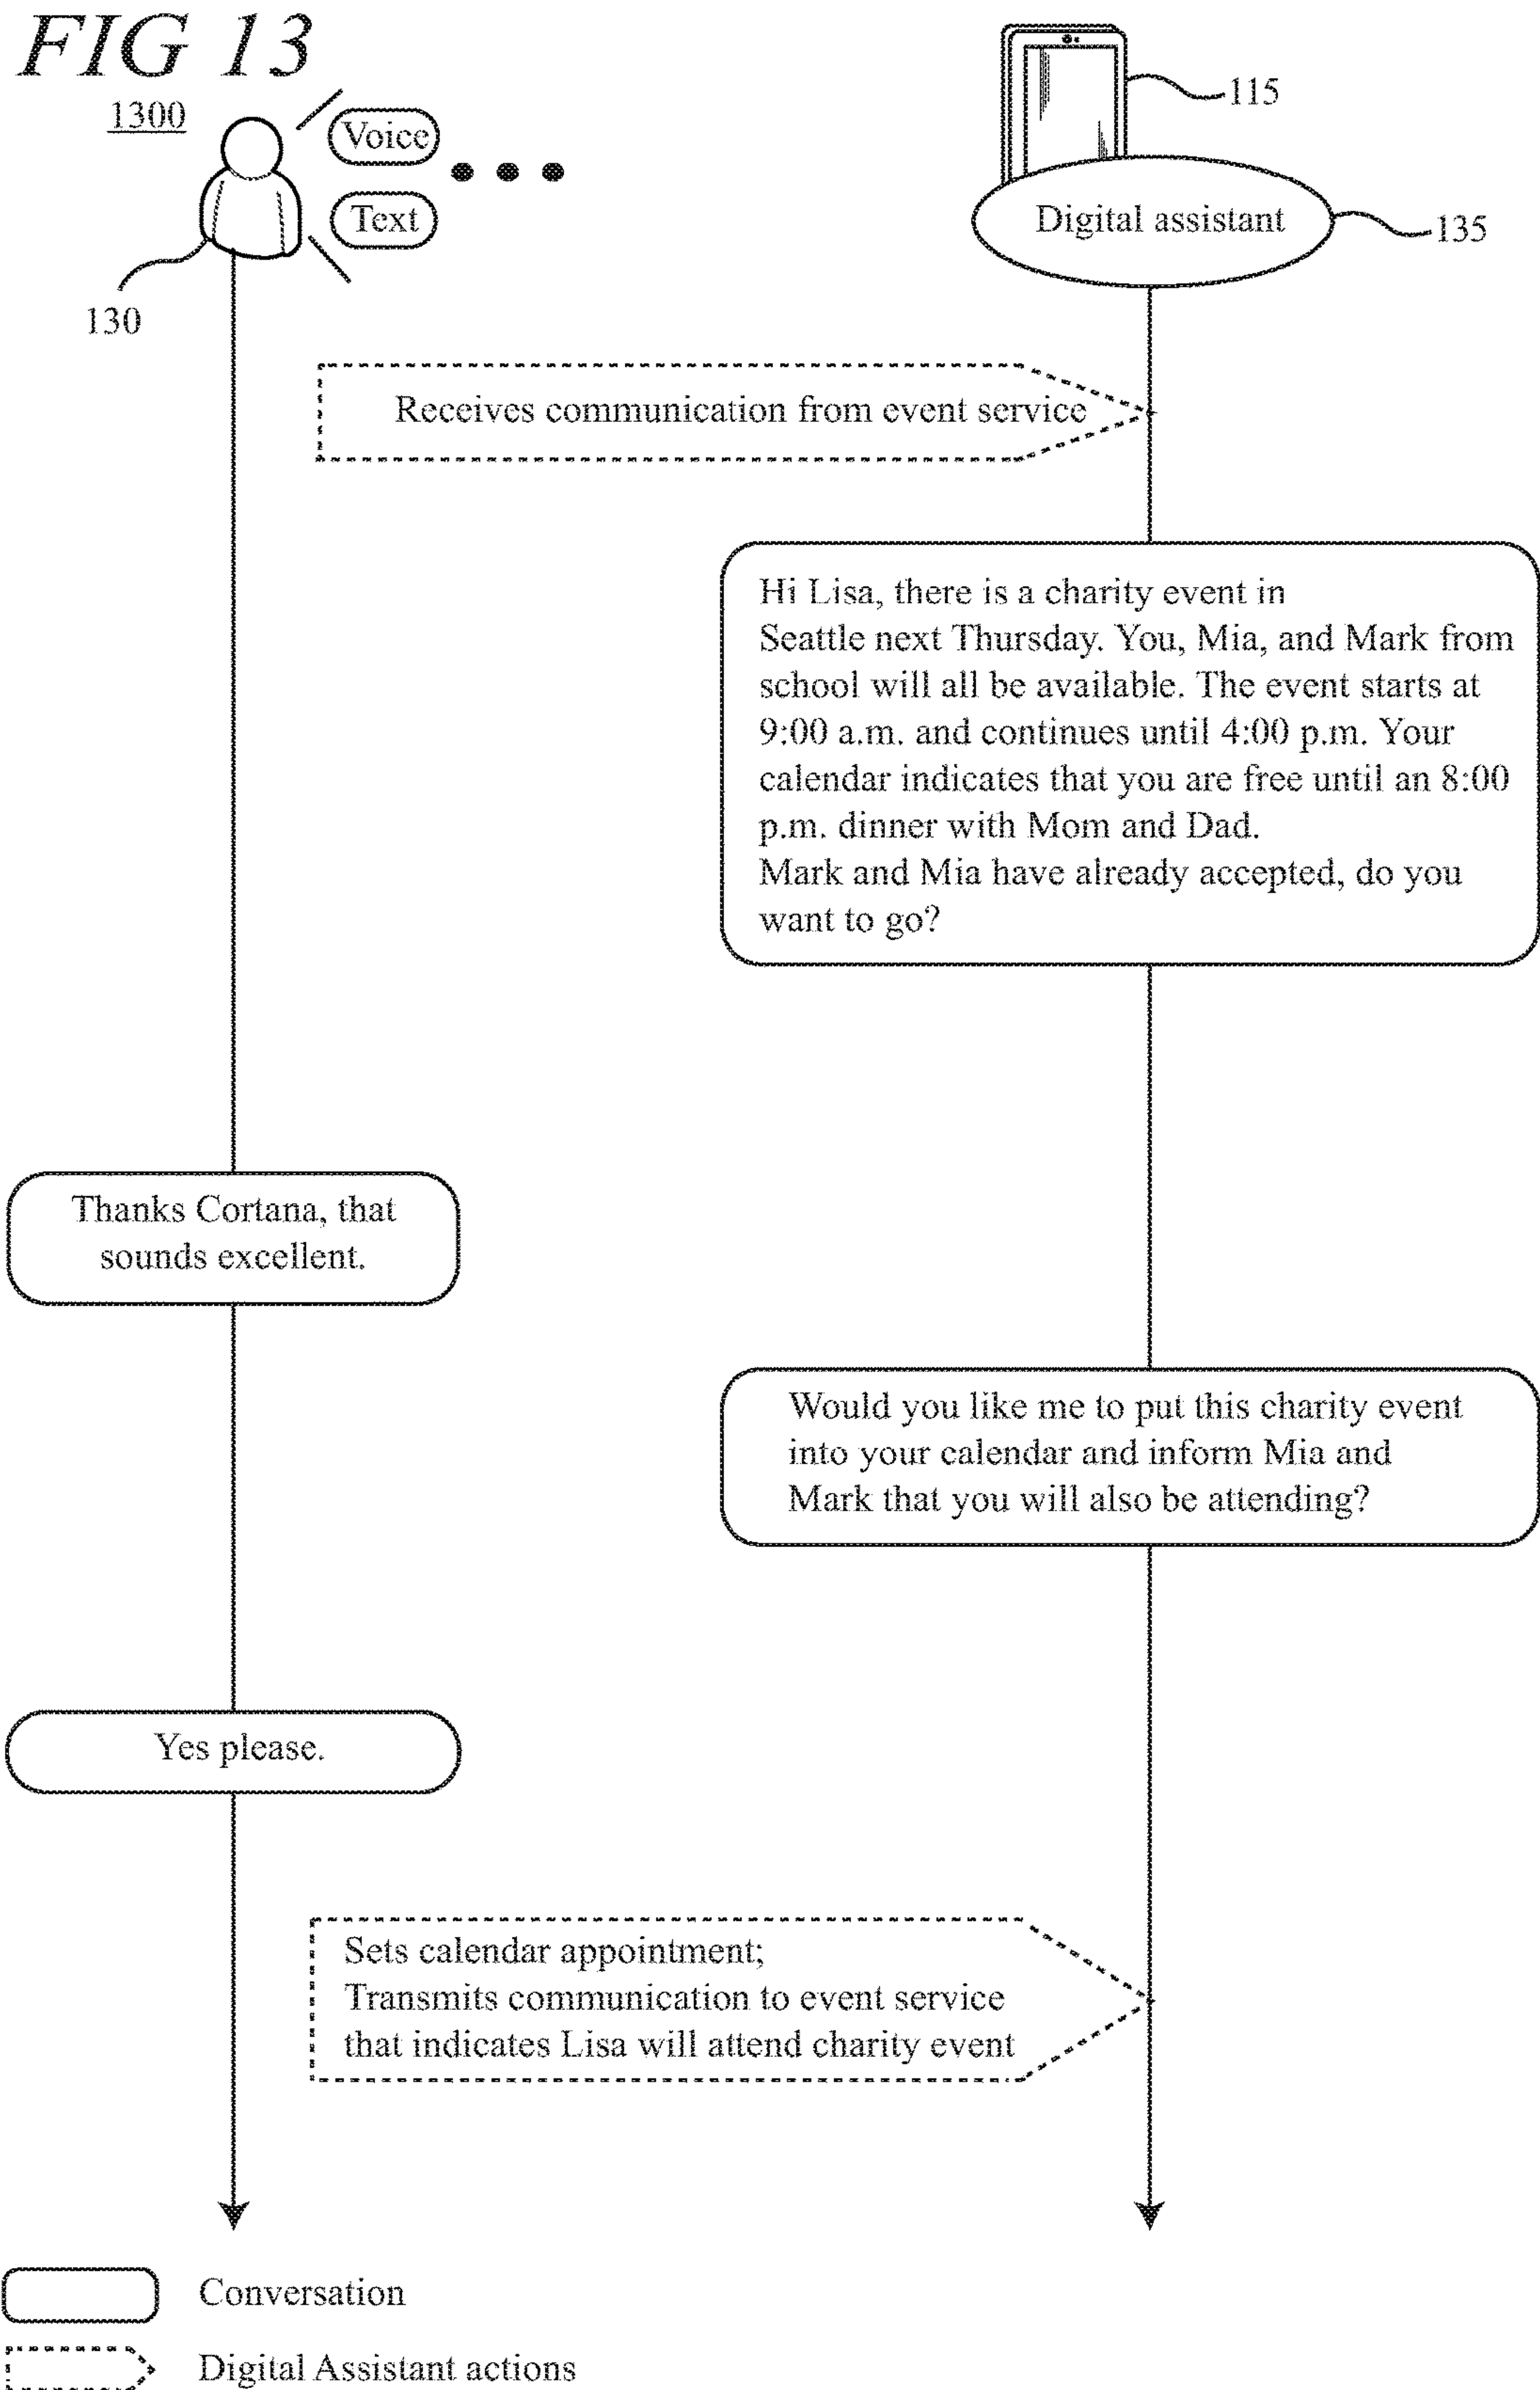 FIG 13
1300
Voice
Text
115
Digital assistant
135
130
Receives communication from event service
Hi Lisa, there is a charity event in
Seattle next Thursday. You, Mia, and Mark from
school will all be available. The event starts at
9:00 a.m. and continues until 4:00 p.m. Your
calendar indicates that you are free until an 8:00
p.m. dinner with Mom and Dad.
Mark and Mia have already accepted, do you
want to go?
Thanks Cortana, that
sounds excellent.
Would you like me to put this charity event
into your calendar and inform Mia and
Mark that you will also be attending?
Yes please.
Sets calendar appointment;
Transmits communication to event service
that indicates Lisa will attend charity event
Conversation
Digital Assistant actions